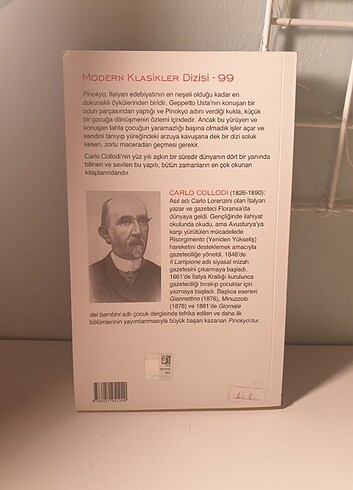 MODERN KLASİKLER DİZİSİ - 99
Pinokyo, İtalyan edebiyatının en neşeli olduğu kadar en
dokunaklı öykülerinden biridir. Geppetto Usta'nın konuşan bir
odun parçasından yaptığı ve Pinokyo adını verdiği kukla, küçük
bir çocuğa dönüşmenin özlemi içindedir. Ancak bu yürüyen ve
konuşan tahta çocuğun yaramazlığı başına olmadık işler açar ve
kendini tanıyıp yüreğindeki arzuya kavuşana dek bir dizi soluk
kesen, zorlu maceradan geçmesi gerekir.
Carlo Collodi'nin yüz yılı aşkın bir süredir dünyanın dört bir yanında
bilinen ve sevilen bu yapıtı, bütün zamanların en çok okunan
kitaplarındandır.
CARLO COLLODI (1826-1890):
Asıl adı Carlo Lorenzini olan İtalyan
yazar ve gazeteci Floransa'da
dünyaya geldi. Gençliğinde ilahiyat
okulunda okudu, ama Avusturya'ya
karşı yürütülen mücadelede
Risorgimento (Yeniden Yükseliş)
hareketini desteklemek amacıyla
gazeteciliğe yöneldi. 1848'de
Il Lampione adlı siyasal mizah
gazetesini çıkarmaya başladı.
1861'de İtalya Krallığı kurulunca
gazeteciliği bırakıp çocuklar için
yazmaya başladı. Başlıca eserleri
Giannettino (1876), Minuzzolo
(1878) ve 1881'de Giornale
dei bambini adlı çocuk dergisinde tefrika edilen ve daha ilk
bölümlerinin yayımlanmasıyla büyük başarı kazanan Pinokyo'dur.